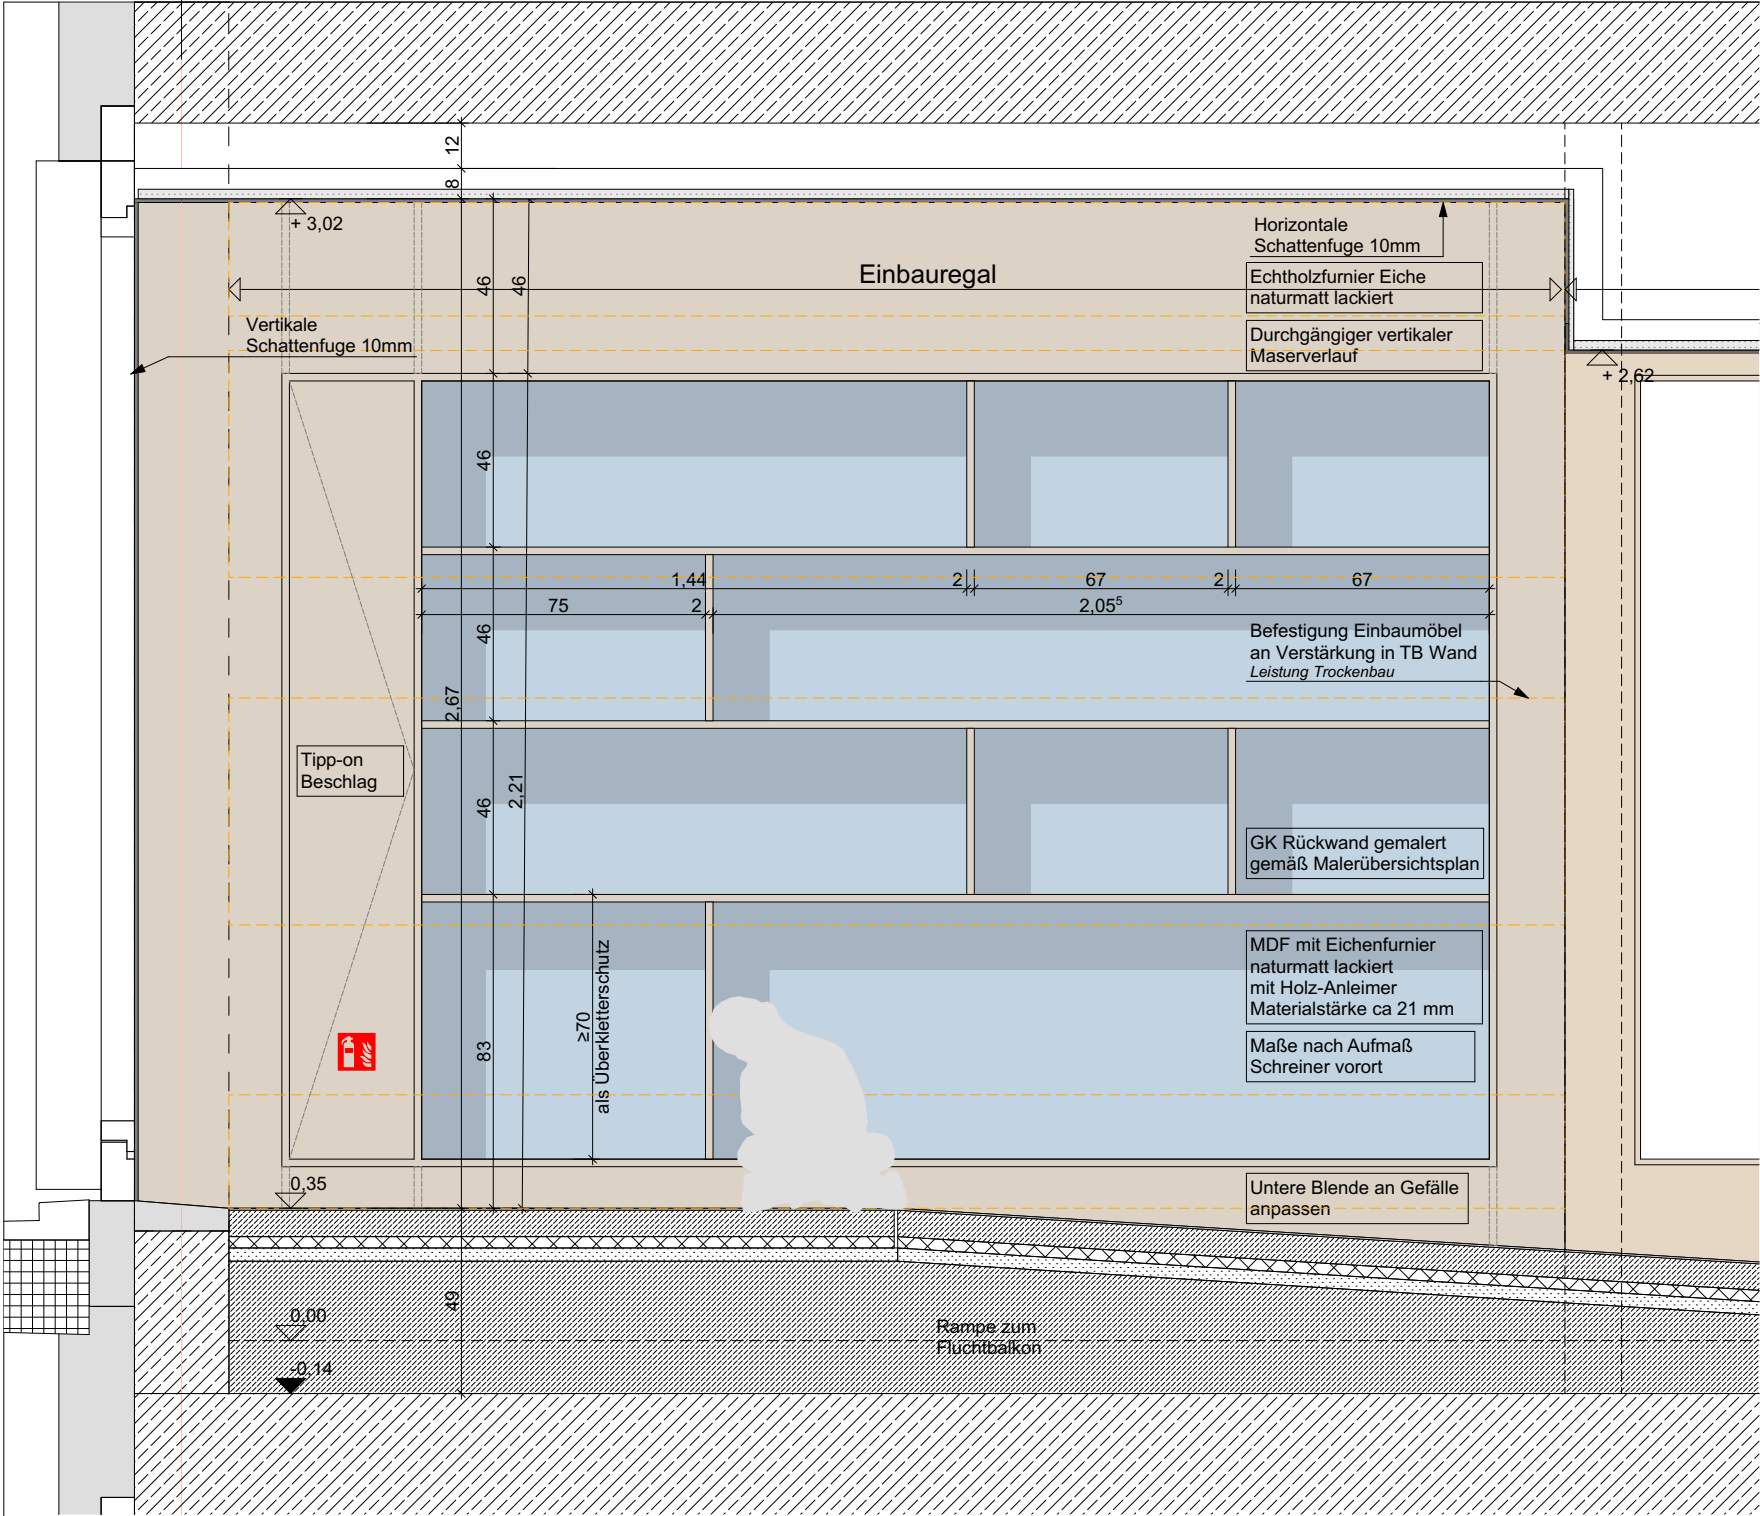 12
8
+ 3,02
46
46
Einbauregal
Horizontale
Schattenfuge 10mm
Echtholzfurnier Eiche
naturmatt lackiert
Durchgängiger vertikaler
Maserverlauf
Vertikale
Schattenfuge 10mm
+ 2,62
46
1,44
2
67
2
67
75
2
2,05⁵
46
Befestigung Einbaumöbel
an Verstärkung in TB Wand
Leistung Trockenbau
2,67
Tipp-on
Beschlag
46
2,21
GK Rückwand gemalert
gemäß Malerübersichtsplan
MDF mit Eichenfurnier
naturmatt lackiert
mit Holz-Anleimer
Materialstärke ca 21 mm
≥70
als Überkletterschutz
83
Maße nach Aufmaß
Schreiner vorort
0,35
Untere Blende an Gefälle
anpassen
49
0,00
Rampe zum
Fluchtbalkon
-0,14